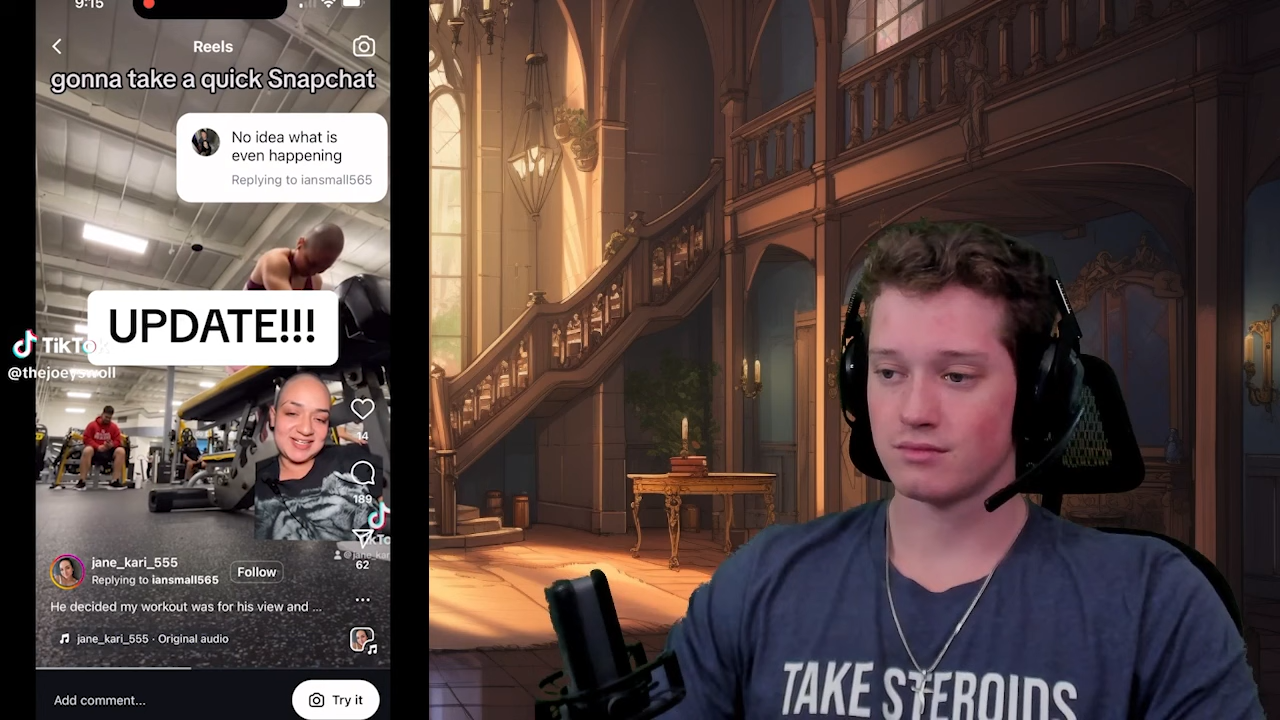 9:15
Reels
gonna take a quick Snapchat
No idea what is
even happening
Replying to iansmall565
UPDATE!!!
TikTok
@thejoeyswoll
14
189
62
jane_kari_555
Replying to iansmall565
Follow
He decided my workout was for his view and ...
jane_kari_555 · Original audio
Add comment...
Try it
TAKE STEROIDS